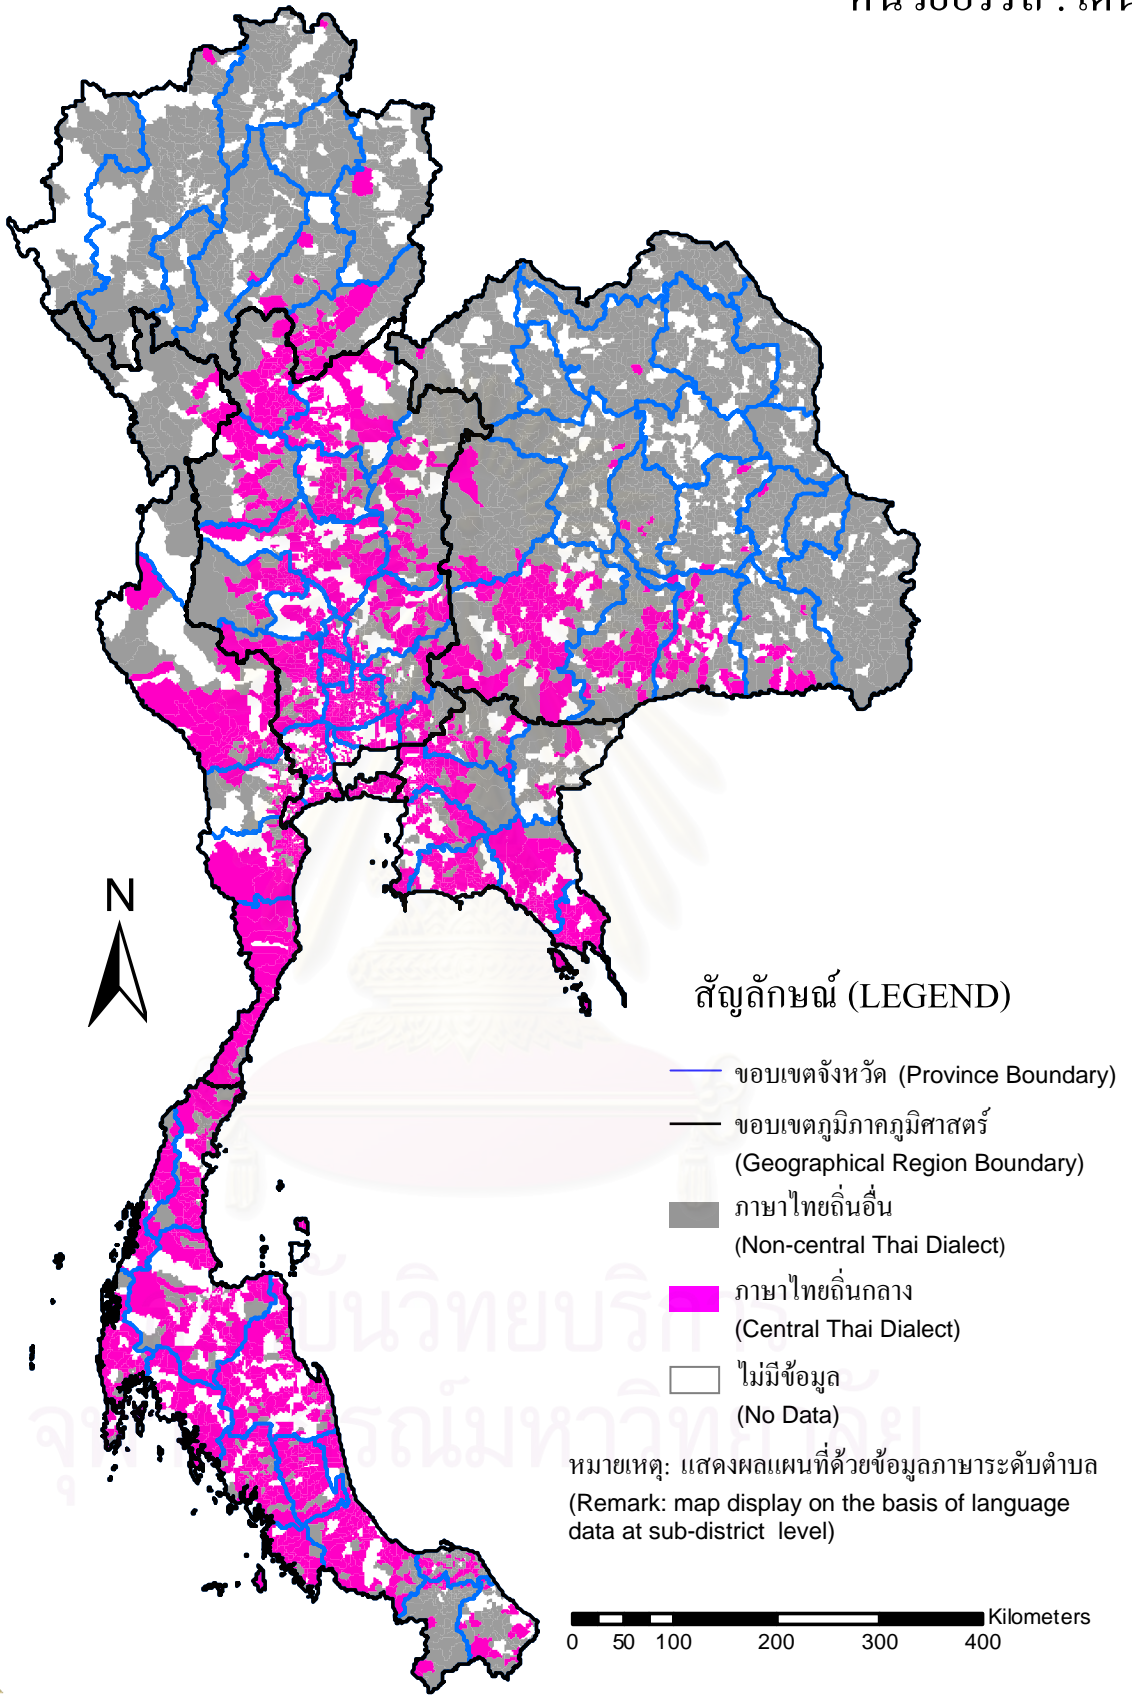 N
สัญลักษณ์ (LEGEND)
ขอบเขตจังหวัด (Province Boundary)
ขอบเขตภูมิภาคภูมิศาสตร์
(Geographical Region Boundary)
ภาษาไทยถิ่นอื่น
(Non-central Thai Dialect)
ภาษาไทยถิ่นกลาง
(Central Thai Dialect)
ไม่มีข้อมูล
(No Data)
หมายเหตุ: แสดงผลแผนที่ด้วยข้อมูลภาษาระดับตำบล
(Remark: map display on the basis of language
data at sub-district level)
Kilometers
0 50 100 200 300 400